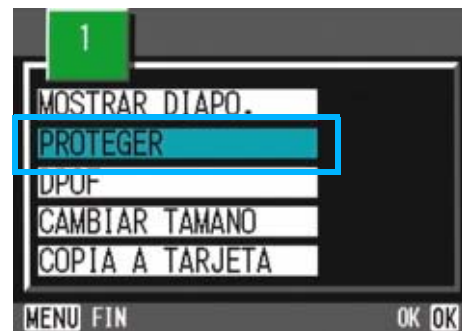 1
MOSTRAR DIAPO.
PROTEGER
DPOF
CAMBIAR TAMANO
COPIA A TARJETA
MENU FIN OK OK